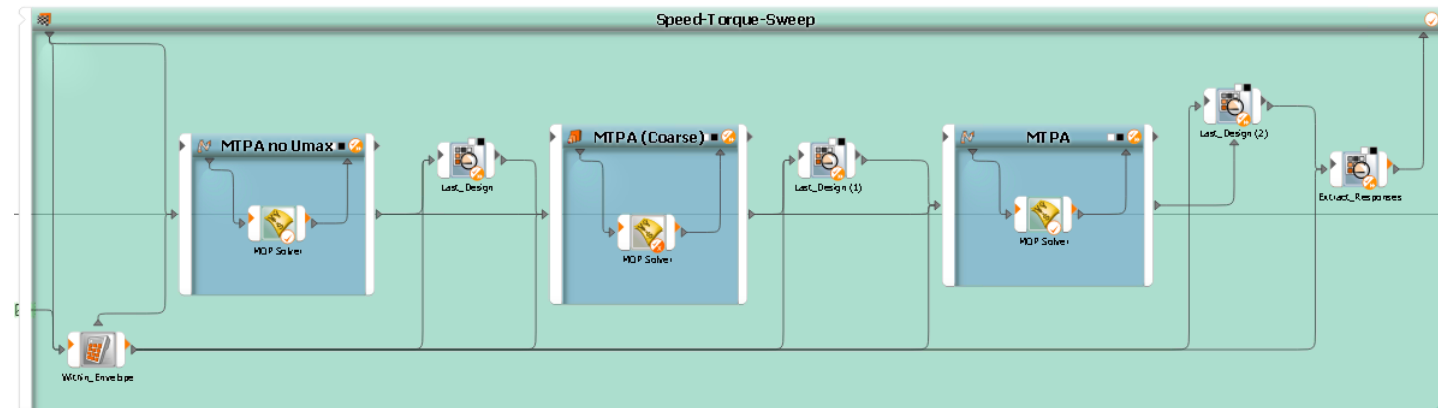 Speed-Torque-Sweep
MTPA no Umax
MOP Solver
Last_Design
MTPA (Coarse)
MOP Solver
Last_Design (1)
MTPA
MOP Solver
Last_Design (2)
Extract_Responses
Within_Envelope